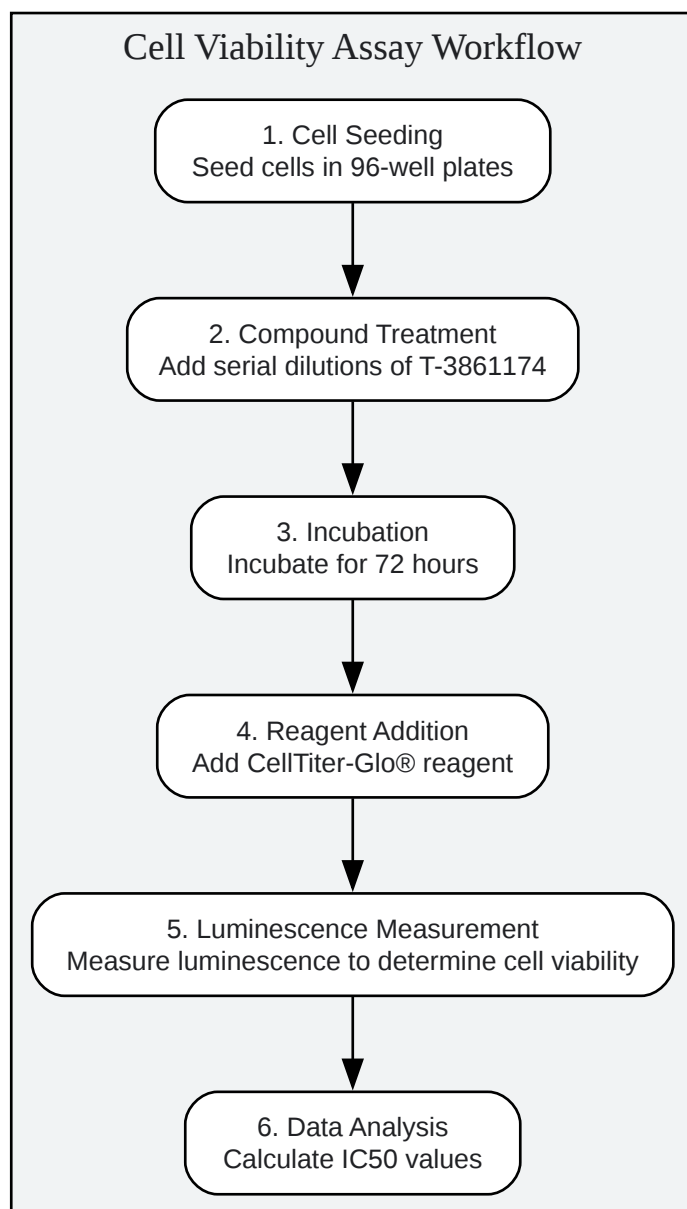 Cell Viability Assay Workflow
1. Cell Seeding
Seed cells in 96-well plates
2. Compound Treatment
Add serial dilutions of T-3861174
3. Incubation
Incubate for 72 hours
4. Reagent Addition
Add CellTiter-Glo® reagent
5. Luminescence Measurement
Measure luminescence to determine cell viability
6. Data Analysis
Calculate IC50 values